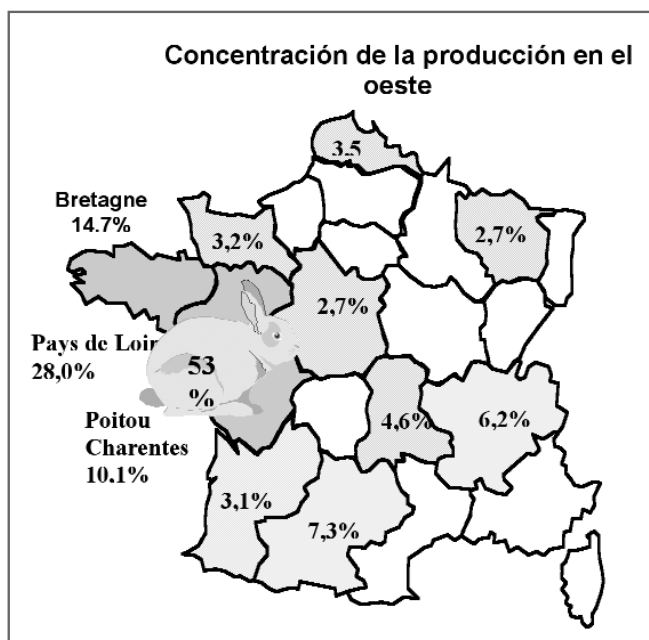 Concentración de la producción en el
oeste
3.5
Bretagne
14.7%
3,2%
2,7%
2,7%
Pays de Loir
28,0%
53
%
Poitou
Charentes
10,1%
4,6%
6,2%
3,1%
7,3%